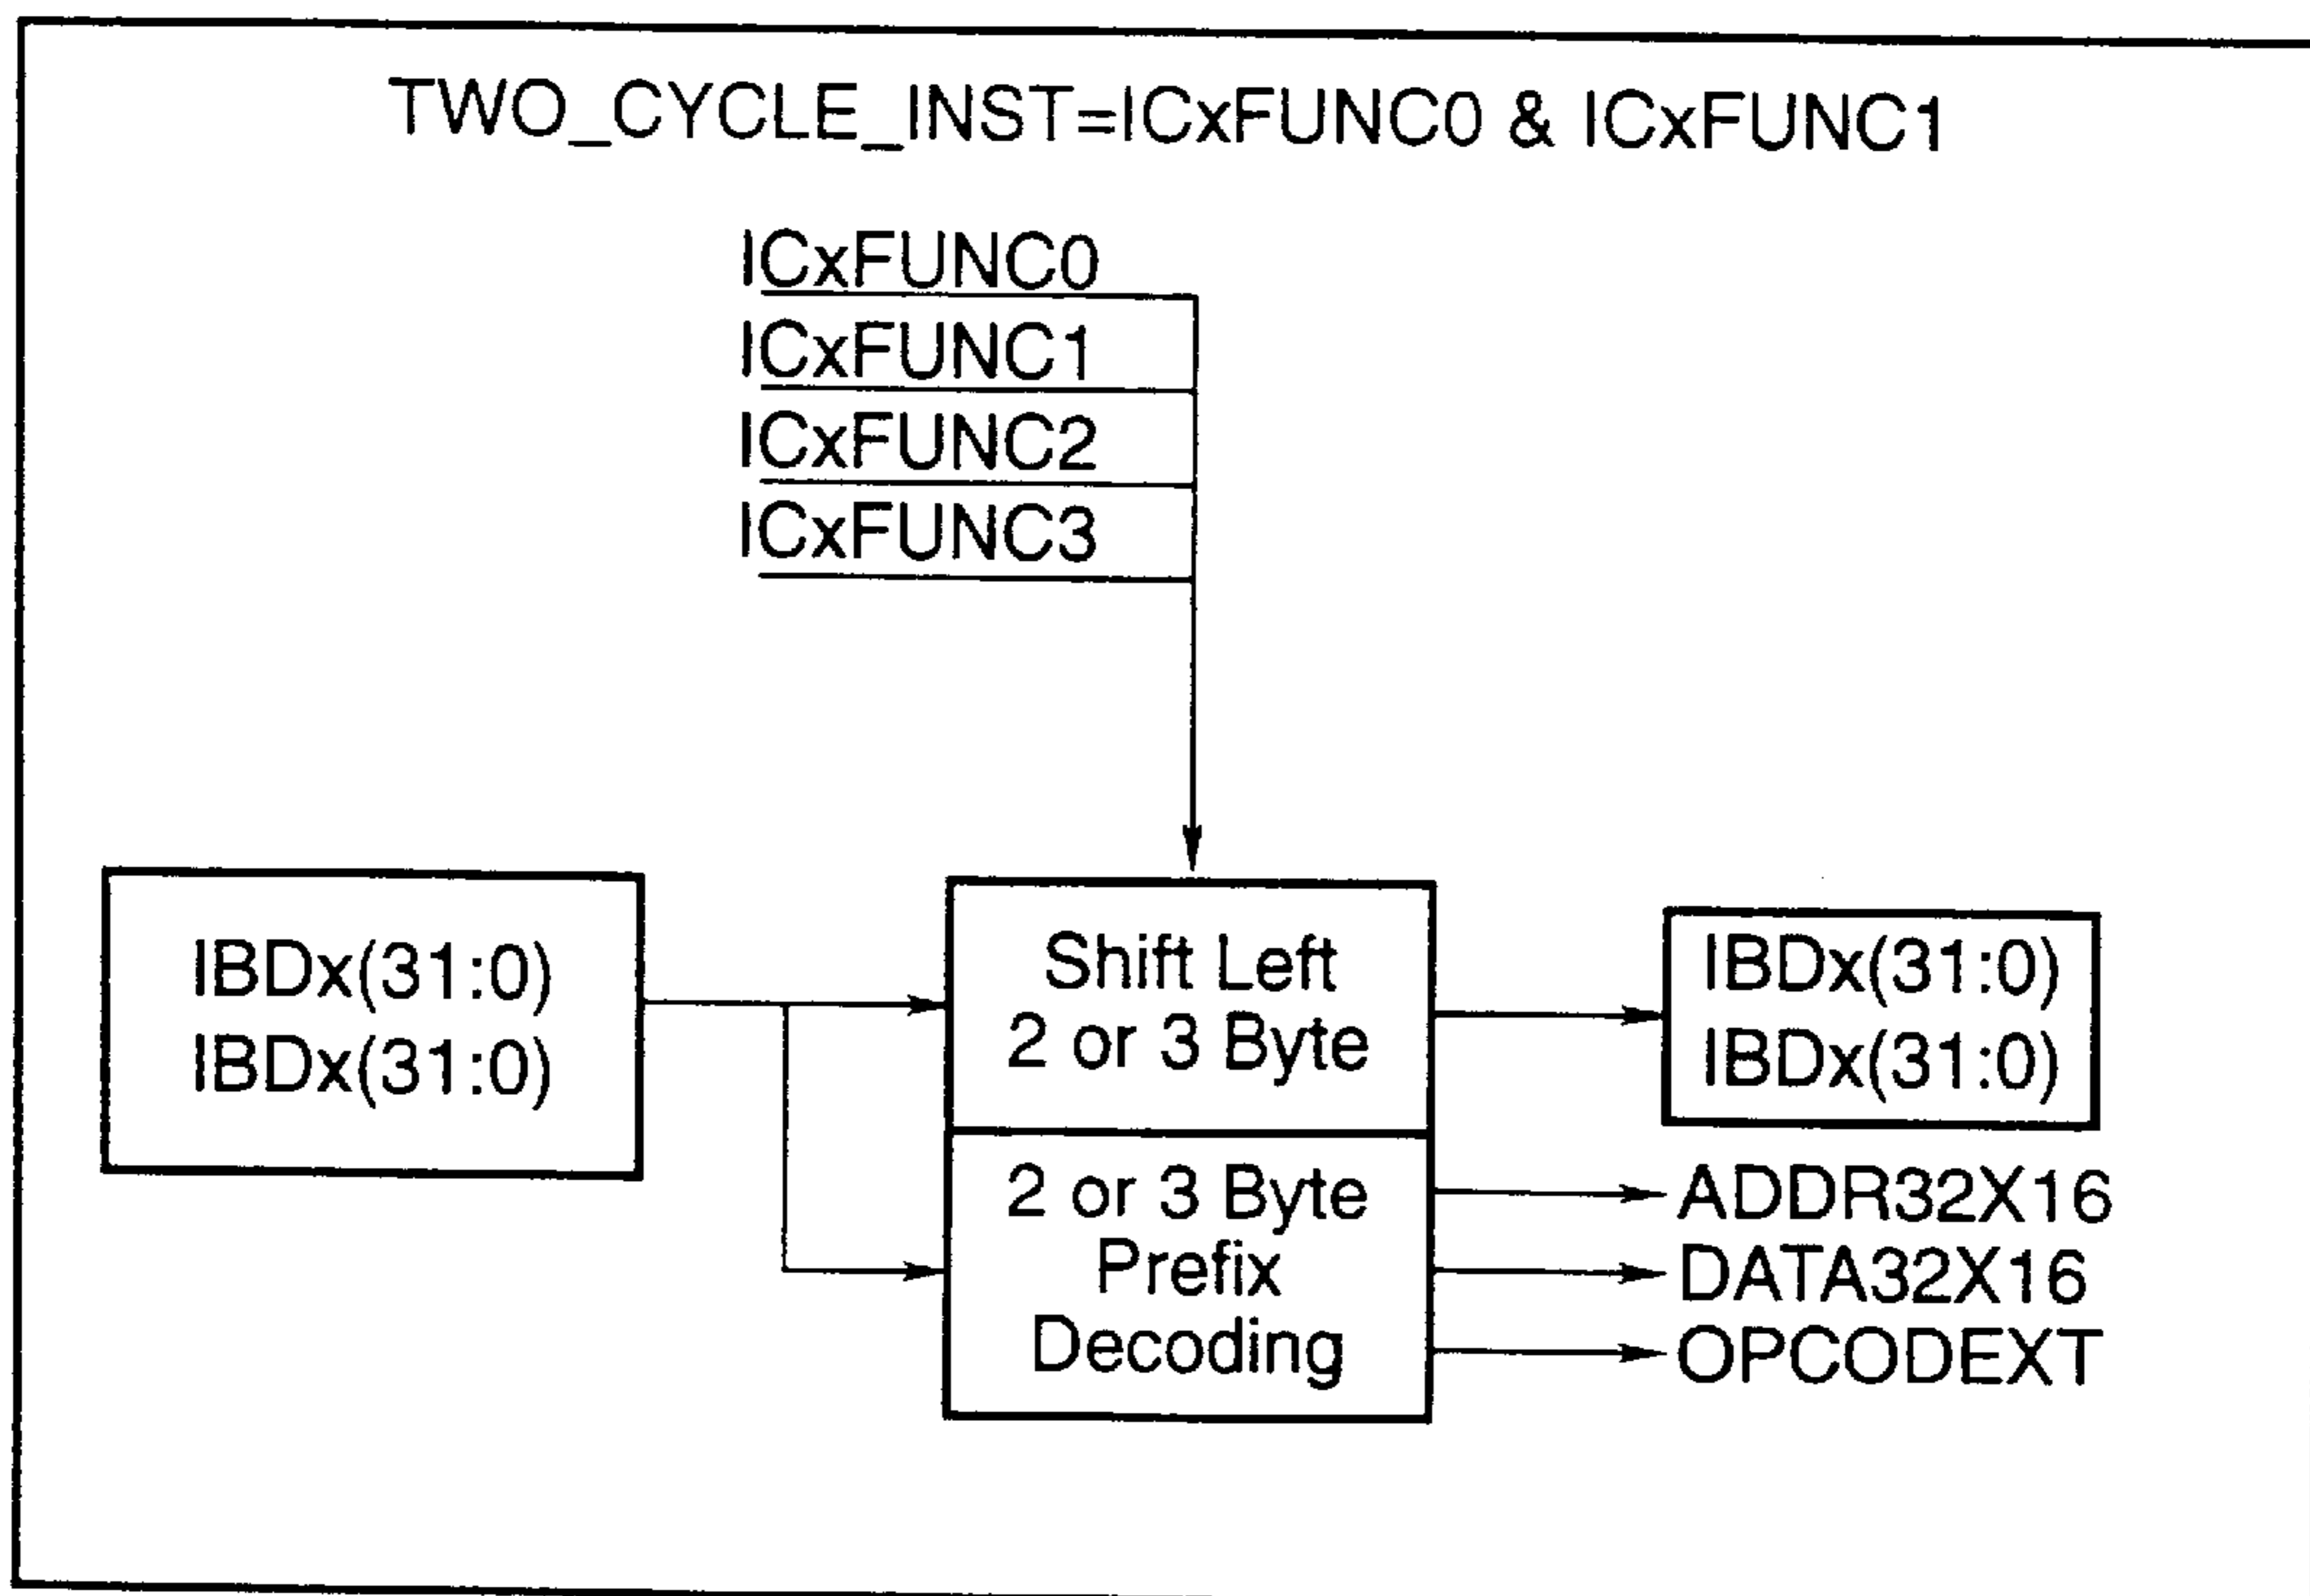 TWO_CYCLE_INST=ICxFUNC0 & ICxFUNC1
ICxFUNC0
ICxFUNC1
ICxFUNC2
ICxFUNC3
IBDx(31:0)
IBDx(31:0)
Shift Left
2 or 3 Byte
2 or 3 Byte
Prefix
Decoding
IBDx(31:0)
IBDx(31:0)
ADDR32X16
DATA32X16
OPCODEXT